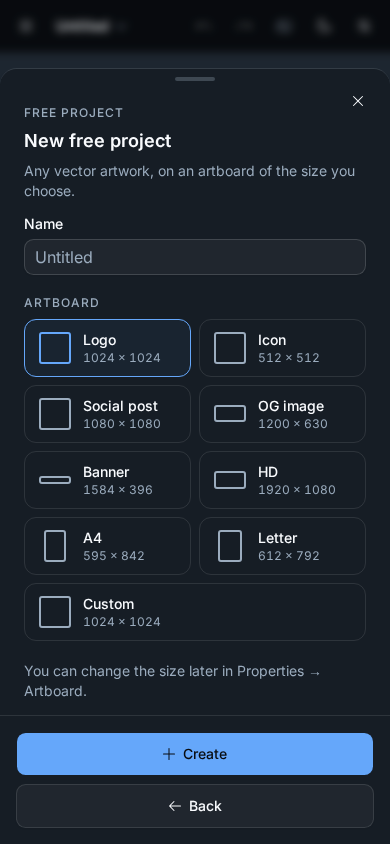 FREE PROJECT
New free project
Any vector artwork, on an artboard of the size you
choose.
Name
Untitled
ARTBOARD
Logo
1024 × 1024
Icon
512 × 512
Social post
1080 × 1080
OG image
1200 × 630
Banner
1584 × 396
HD
1920 × 1080
A4
595 × 842
Letter
612 × 792
Custom
1024 × 1024
You can change the size later in Properties →
Artboard.
Create
Back